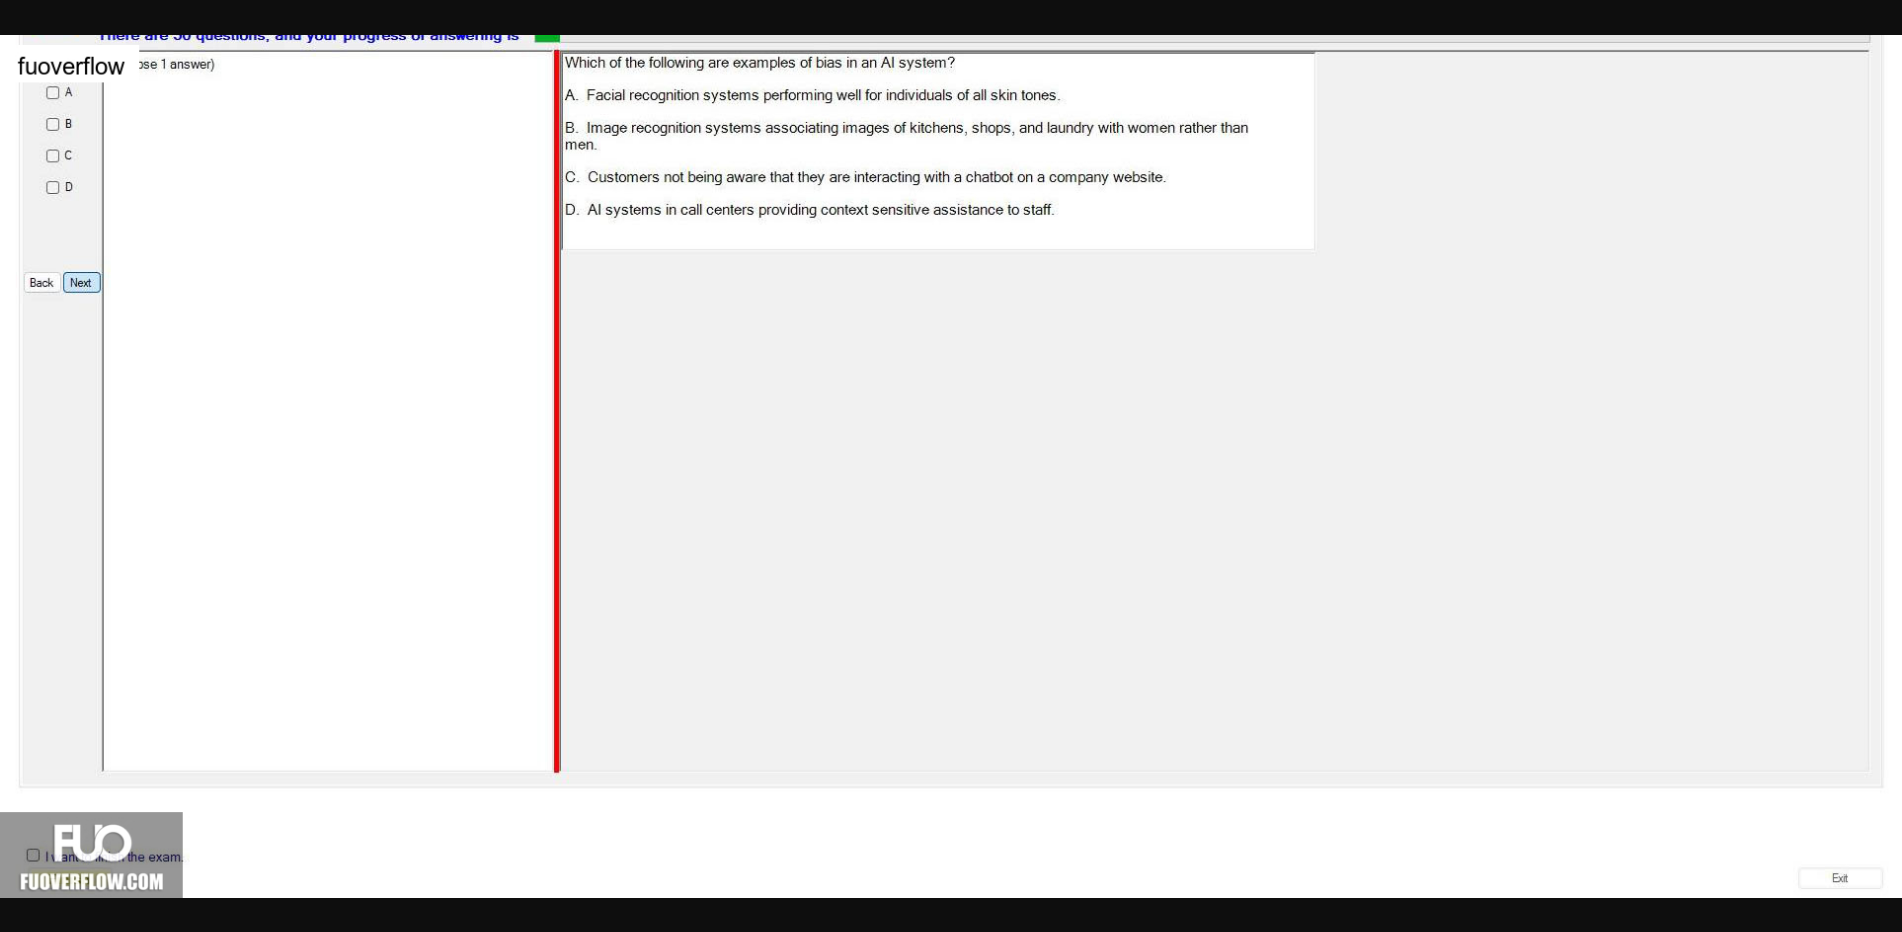 There are 50 questions, and your progress of answering is
fuoverflow
ose 1 answer)
A
B
C
D
Back
Next
Which of the following are examples of bias in an AI system?
A. Facial recognition systems performing well for individuals of all skin tones.
B. Image recognition systems associating images of kitchens, shops, and laundry with women rather than
men.
C. Customers not being aware that they are interacting with a chatbot on a company website.
D. AI systems in call centers providing context sensitive assistance to staff.
FUO
the exam.
FUOVERFLOW.COM
Exit